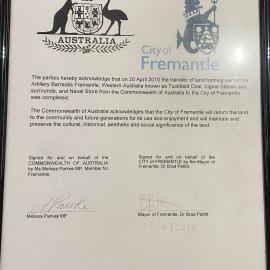 AUSTRALIA
City of
Fremantle
The parties hereby acknowledge that on 20 April 2010 the transfer of land forming part of the
Artillery Barracks Fremantle, Western Australia known as Tuckfield Oval, Signal Station and
surrounds, and Naval Store from the Commonwealth of Australia to the City of Fremantle
was completed.
The Commonwealth of Australia acknowledges that the City of Fremantle will return the land
to the community and future generations for its use and enjoyment and will maintain and
preserve the cultural, historical, aesthetic and social significance of the land.
Signed for and on behalf of the
COMMONWEALTH OF AUSTRALIA
by Ms Melissa Parkes MP, Member for
Fremantle.
Signed for and on behalf of the
CITY OF FREMANTLE by the Mayor of
Fremantle, Dr Brad Pettitt.
Melissa Parkes MP
Mayor of Fremantle, Dr Brad Pettitt